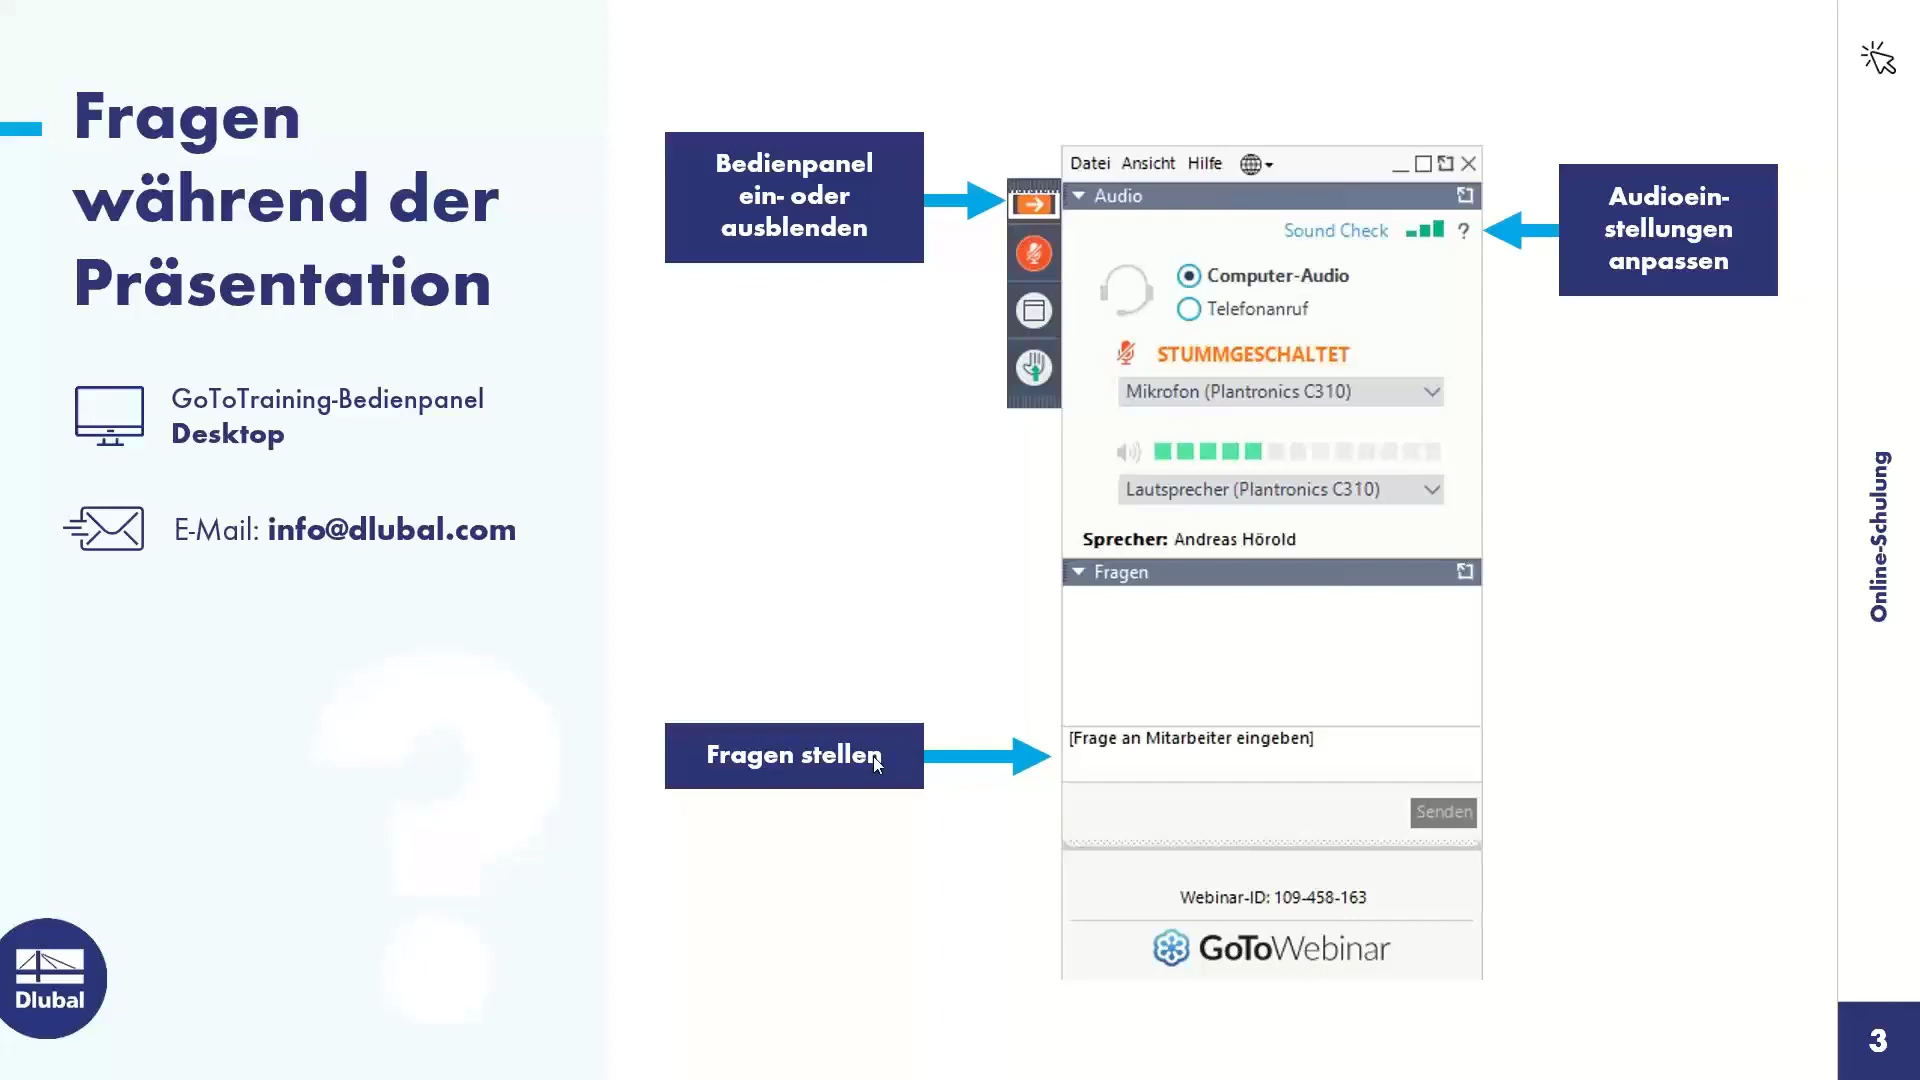 Fragen
während der
Präsentation
GoToTraining-Bedienpanel
Desktop
E-Mail: info@dlubal.com
Dlubal
Bedienpanel
ein- oder
ausblenden
Fragen stellen
Datei Ansicht Hilfe
Audio
Sound Check ?
Computer-Audio
Telefonanruf
STUMMGESCHALTET
Mikrofon (Plantronics C310)
Lautsprecher (Plantronics C310)
Sprecher: Andreas Hörold
Fragen
[Frage an Mitarbeiter eingeben]
Senden
Webinar-ID: 109-458-163
GoToWebinar
Audioein-
stellungen
anpassen
Online-Schulung
3